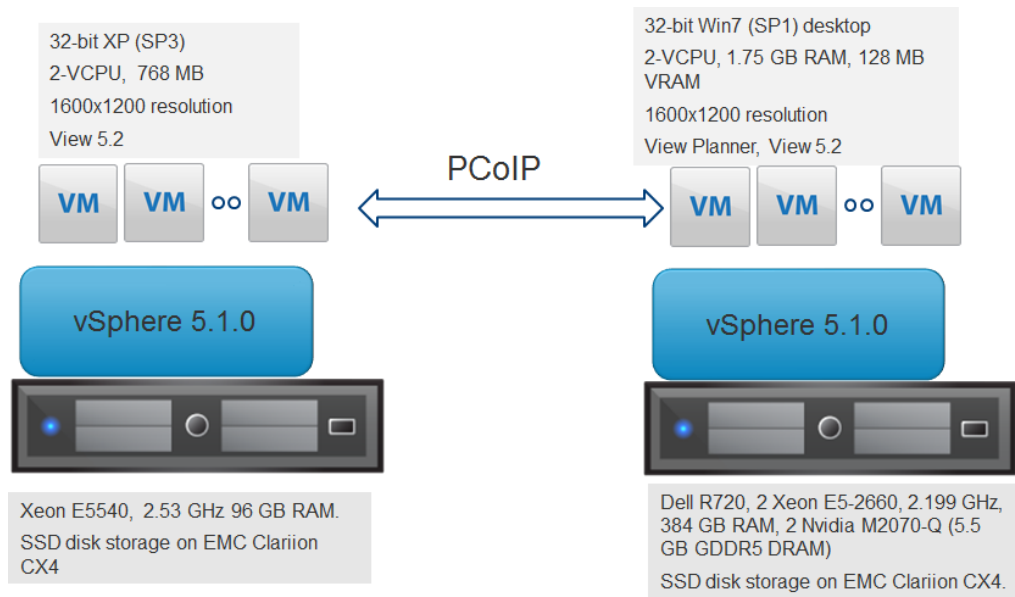 32-bit XP (SP3)
2-VCPU, 768 MB
1600x1200 resolution
View 5.2
VM VM oo VM
vSphere 5.1.0
Xeon E5540, 2.53 GHz 96 GB RAM.
SSD disk storage on EMC Clariion
CX4
PCoIP
32-bit Win7 (SP1) desktop
2-VCPU, 1.75 GB RAM, 128 MB
VRAM
1600x1200 resolution
View Planner, View 5.2
VM VM oo VM
vSphere 5.1.0
Dell R720, 2 Xeon E5-2660, 2.199 GHz,
384 GB RAM, 2 Nvidia M2070-Q (5.5
GB GDDR5 DRAM)
SSD disk storage on EMC Clariion CX4.